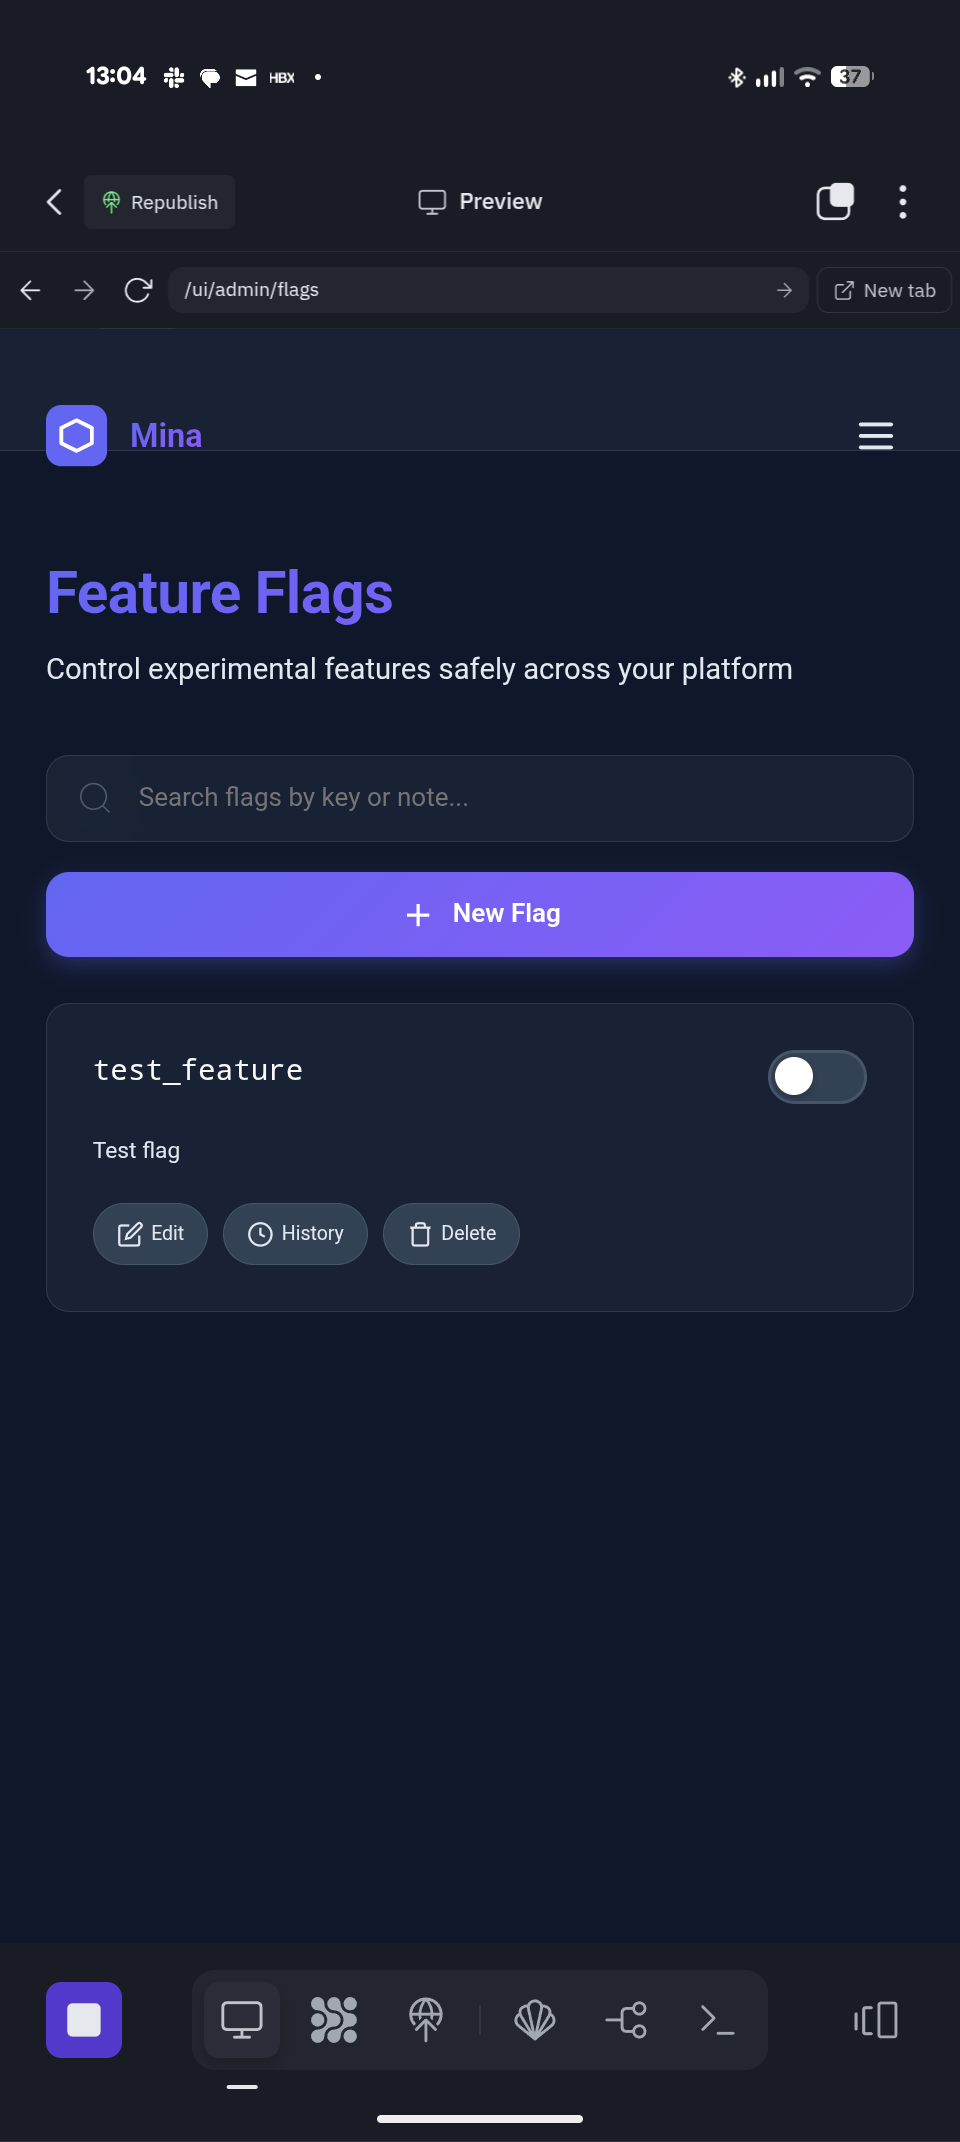 13:04
HBX
37
Republish
Preview
/ui/admin/flags
New tab
Mina
Feature Flags
Control experimental features safely across your platform
Search flags by key or note...
New Flag
test_feature
Test flag
Edit
History
Delete